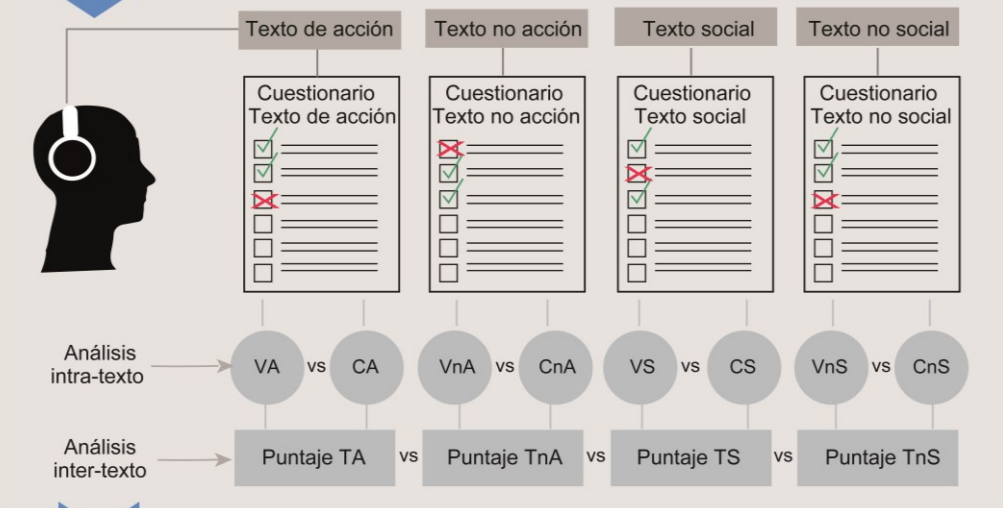 Texto de acción
Texto no acción
Texto social
Texto no social
Cuestionario
Texto de acción
Cuestionario
Texto no acción
Cuestionario
Texto social
Cuestionario
Texto no social
Análisis
intra-texto
VA vs CA
VnA vs CnA
VS vs CS
VnS vs CnS
Análisis
inter-texto
Puntaje TA vs Puntaje TnA vs Puntaje TS vs Puntaje TnS